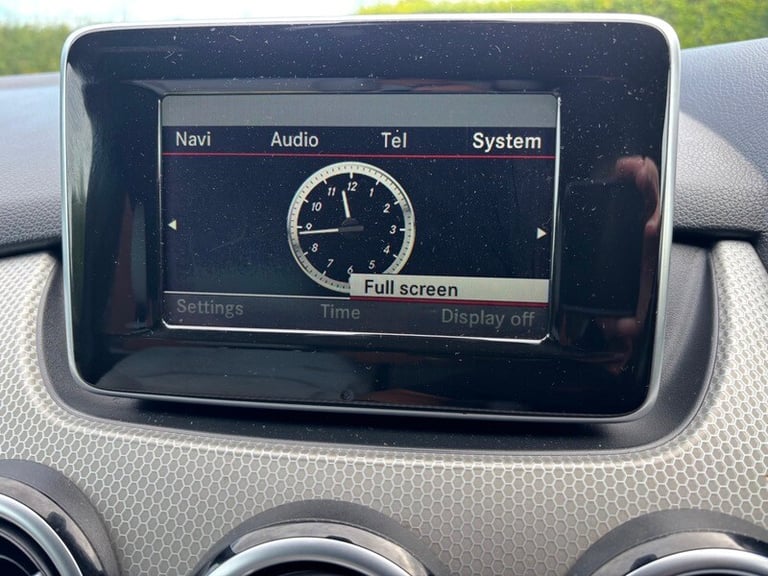 Navi Audio Tel System
12
11 1
10 2
9 3
8 4
7 5
6
Full screen
Settings Time Display off